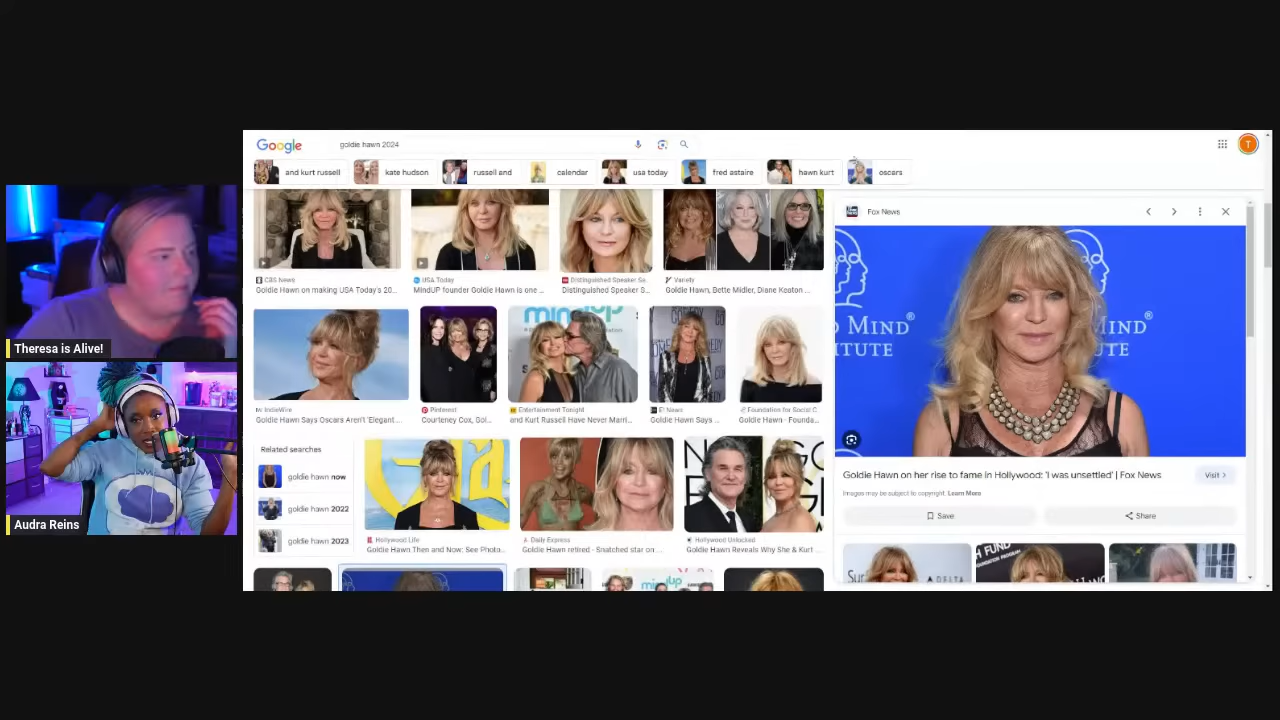 Google
goldie hawn 2024
T
and kurt russell
kate hudson
russell and
calendar
usa today
fred astaire
hawn kurt
oscars
CBS News
Goldie Hawn on making USA Today's 20...
USA Today
MindUP founder Goldie Hawn is one ...
Distinguished Speaker Se..
Distinguished Speaker S...
Variety
Goldie Hawn, Bette Midler, Diane Keaton ...
IndieWire
Goldie Hawn Says Oscars Aren't 'Elegant ...
Pinterest
Courteney Cox, Gol...
Entertainment Tonight
and Kurt Russell Have Never Marri...
E! News
Goldie Hawn Says ...
Foundation for Social C
Goldie Hawn - Founda...
Related searches
goldie hawn now
goldie hawn 2022
goldie hawn 2023
Hollywood Life
Goldie Hawn Then and Now: See Photo...
Daily Express
Goldie Hawn retired - Snatched star on ...
Hollywood Unlocked
Goldie Hawn Reveals Why She & Kurt ...
Fox News
D MIND®
ITUTE
MIND®
TE
Goldie Hawn on her rise to fame in Hollywood: 'I was unsettled' | Fox News
Visit >
Images may be subject to copyright. Learn More
Save
Share
DELTA
Theresa is Alive!
Audra Reins